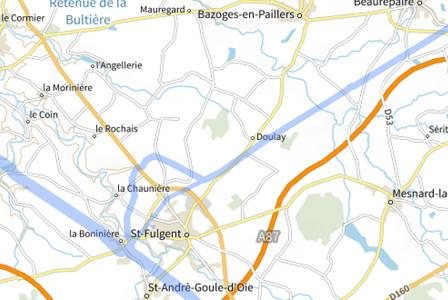 Retenue de la
Bultière
Mauregard
Beaurepaire
Bazoges-en-Paillers
le Cormier
l'Angellerie
la Morinière
le Coin
le Rochais
Doulay
D53
la Chaunière
Mesnard-la
la Boninière
St-Fulgent
A87
D160
St-André-Goule-d'Oie